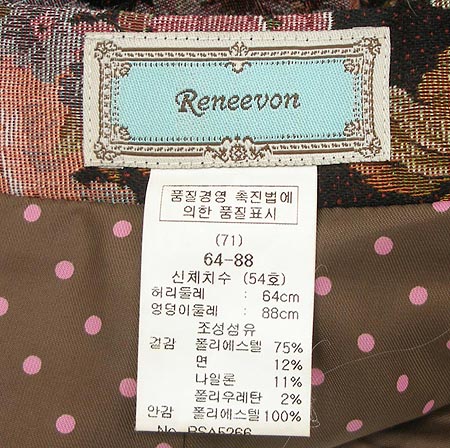 Reneevon
품질경영 촉진법에
의한 품질표시
(71)
64-88
신체치수 (54호)
허리둘레 : 64cm
엉덩이둘레 : 88cm
조성섬유
겉감 폴리에스텔 75%
면 12%
나일론 11%
폴리우레탄 2%
안감 폴리에스텔 100%
No.